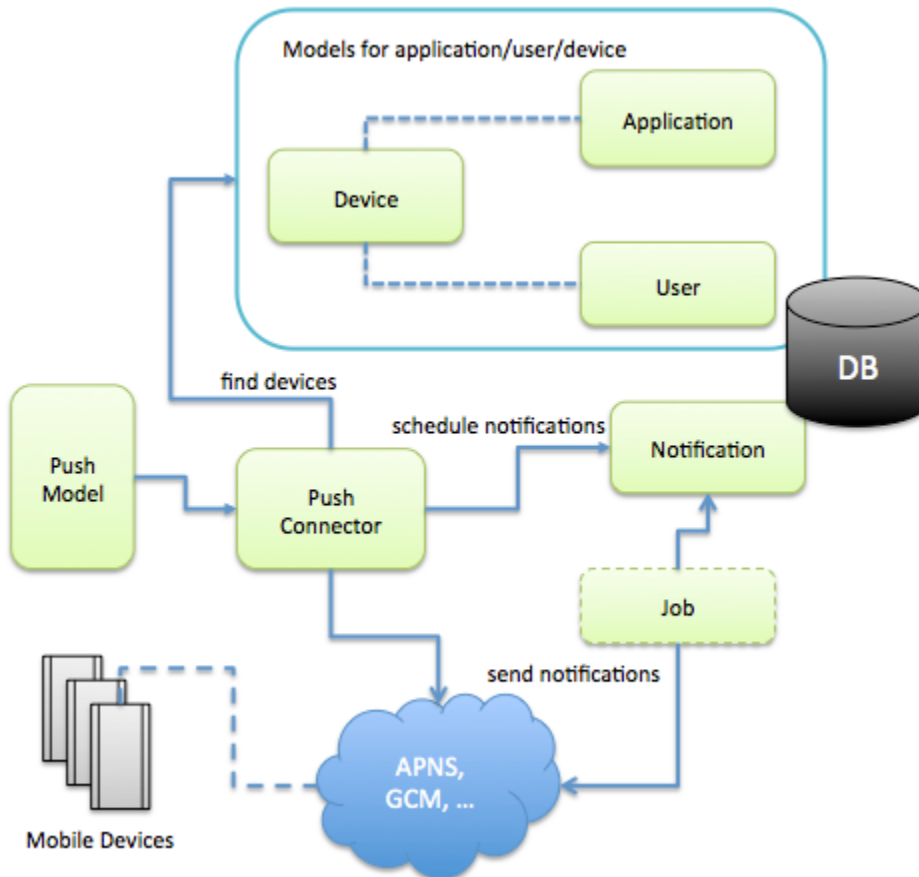 Models for application/user/device
Application
Device
User
DB
find devices
schedule notifications
Notification
Push
Model
Push
Connector
Job
send notifications
APNS,
GCM, ...
Mobile Devices